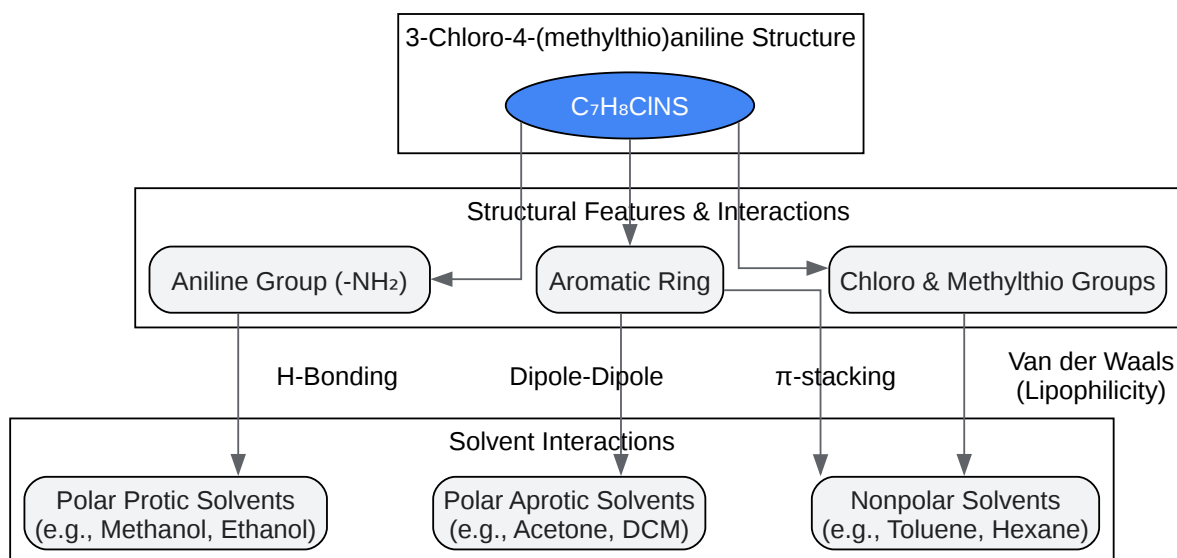 3-Chloro-4-(methylthio)aniline Structure
C₇H₈ClNS
Structural Features & Interactions
Aniline Group (-NH₂)
Aromatic Ring
Chloro & Methylthio Groups
H-Bonding
Dipole-Dipole
π-stacking
Van der Waals
(Lipophilicity)
Solvent Interactions
Polar Protic Solvents
(e.g., Methanol, Ethanol)
Polar Aprotic Solvents
(e.g., Acetone, DCM)
Nonpolar Solvents
(e.g., Toluene, Hexane)